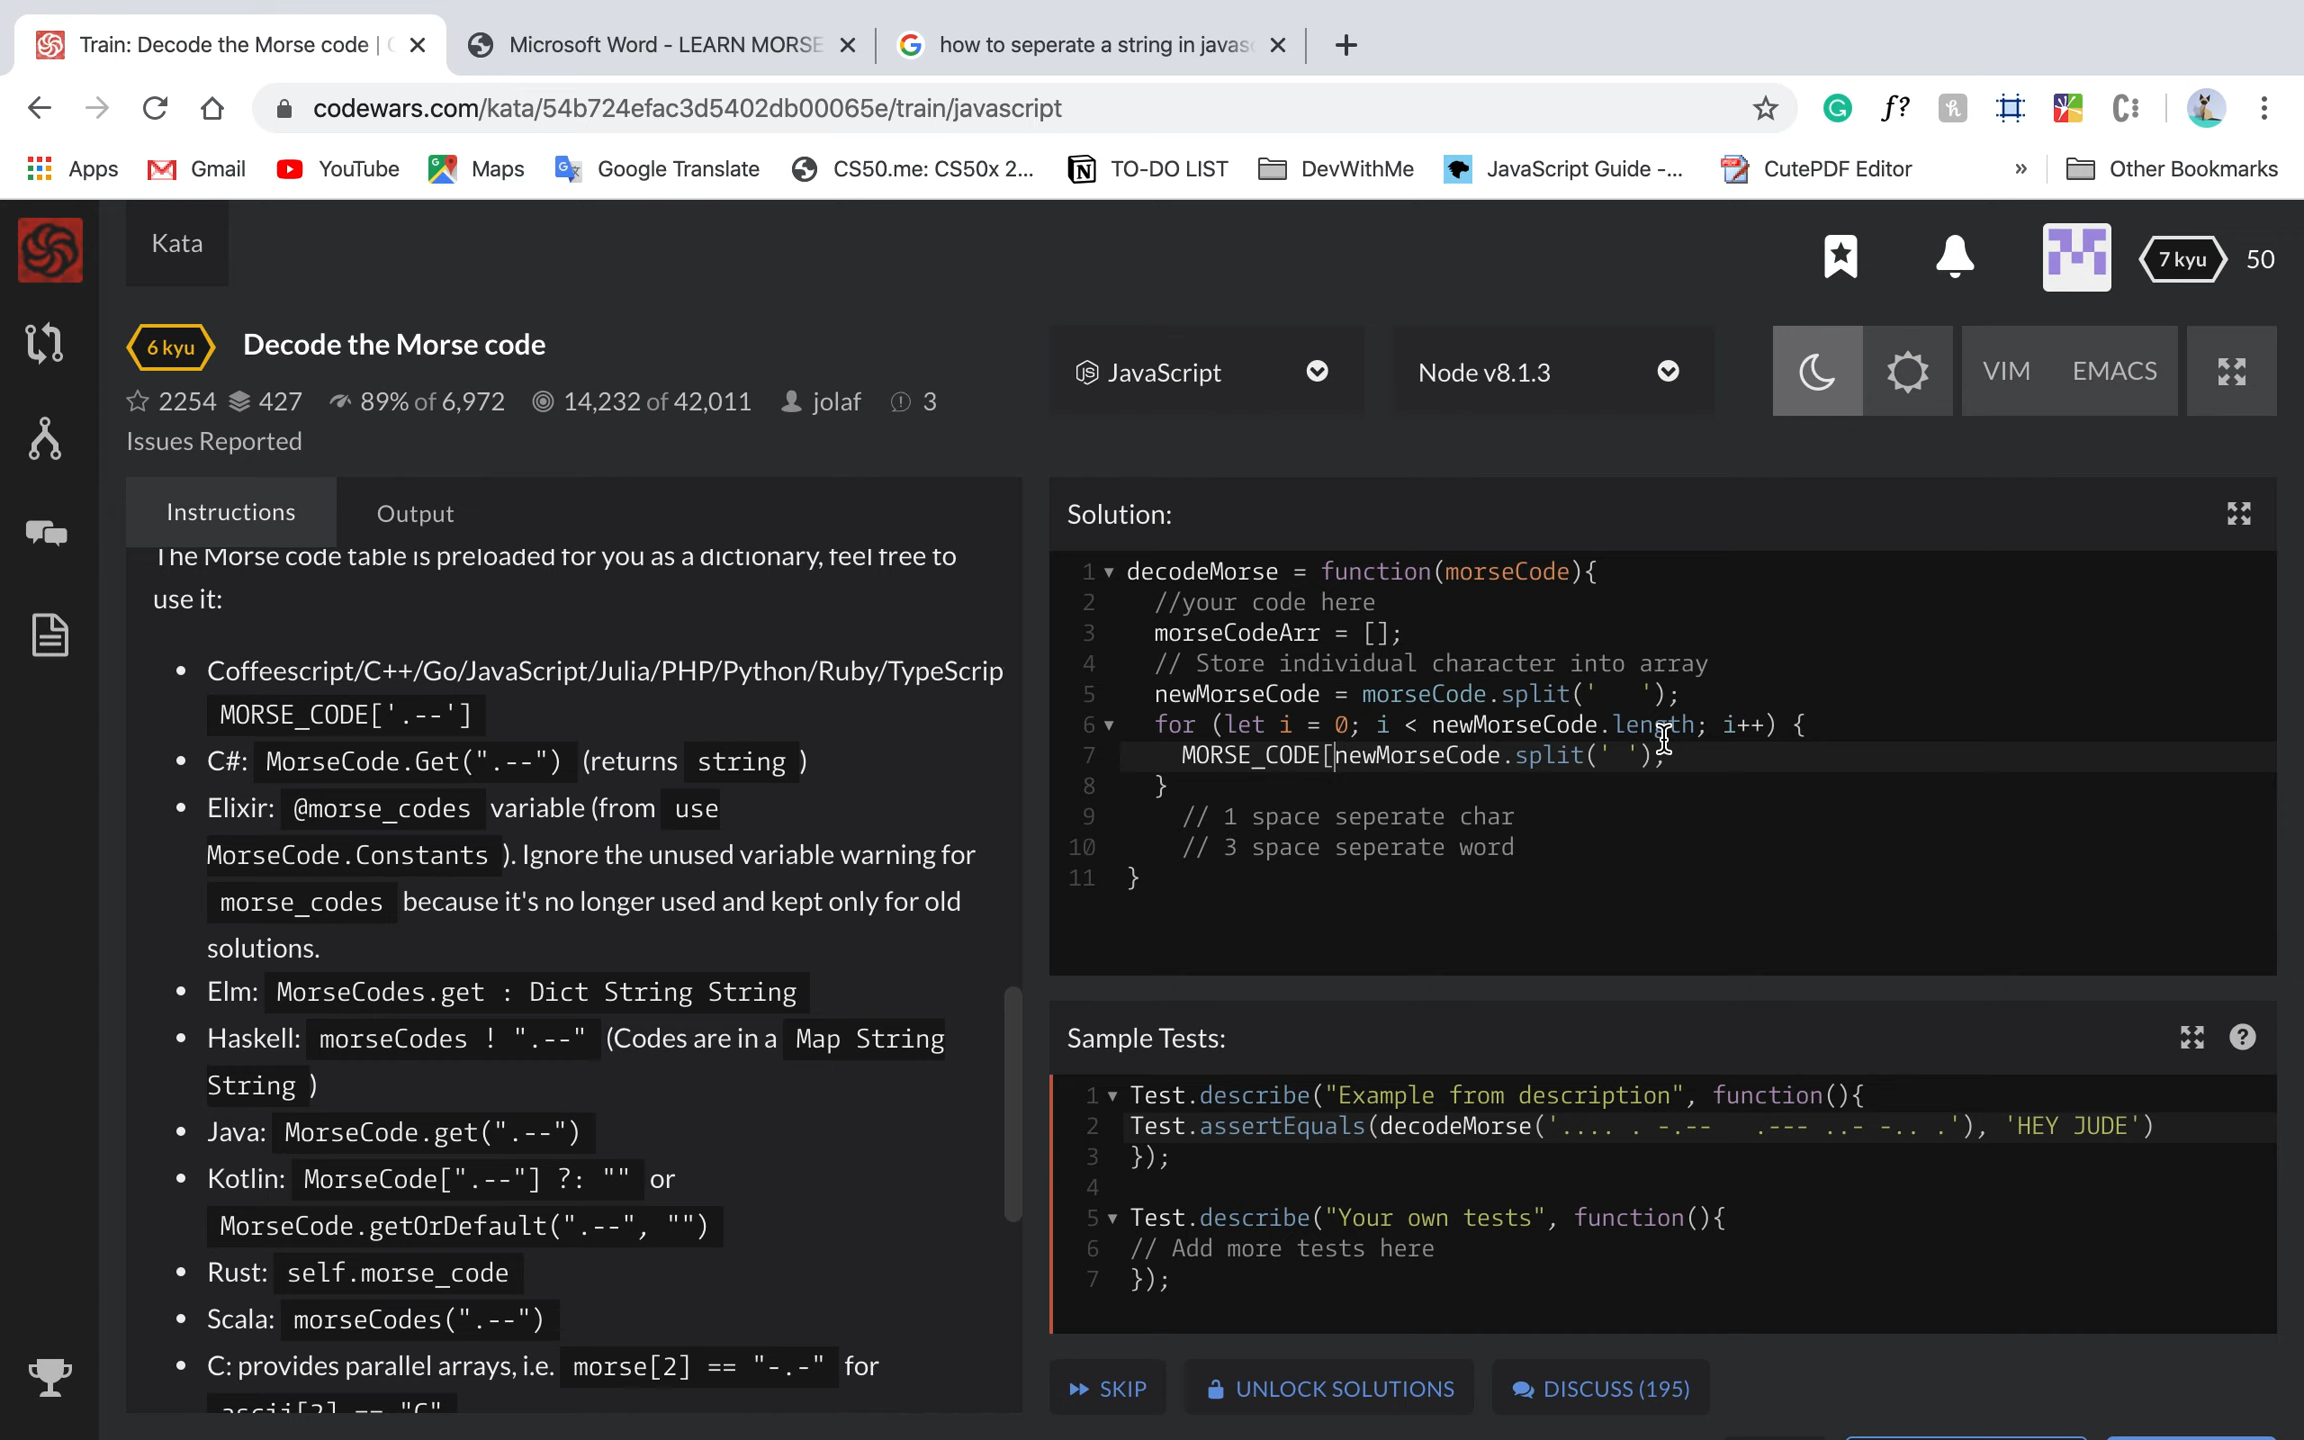 Train: Decode the Morse code |
Microsoft Word - LEARN MORSE
how to seperate a string in javas
codewars.com/kata/54b724efac3d5402db00065e/train/javascript
Apps Gmail YouTube Maps Google Translate CS50.me: CS50x 2... TO-DO LIST DevWithMe JavaScript Guide -... CutePDF Editor » Other Bookmarks
Kata
7 kyu 50
6 kyu Decode the Morse code
2254 427 89% of 6,972 14,232 of 42,011 jolaf 3
Issues Reported
JavaScript
Node v8.1.3
VIM EMACS
Instructions Output
The Morse code table is preloaded for you as a dictionary, feel free to
use it:
• Coffeescript/C++/Go/JavaScript/Julia/PHP/Python/Ruby/TypeScrip
MORSE_CODE['.--']
• C#: MorseCode.Get(".--") (returns string )
• Elixir: @morse_codes variable (from use
MorseCode.Constants ). Ignore the unused variable warning for
morse_codes because it's no longer used and kept only for old
solutions.
• Elm: MorseCodes.get : Dict String String
• Haskell: morseCodes ! ".--" (Codes are in a Map String
String )
• Java: MorseCode.get(".--")
• Kotlin: MorseCode[".--"] ?: "" or
MorseCode.getOrDefault(".--", "")
• Rust: self.morse_code
• Scala: morseCodes(".--")
• C: provides parallel arrays, i.e. morse[2] == "-.-" for
ascii[2] == "C"
Solution:
1 decodeMorse = function(morseCode){
2 //your code here
3 morseCodeArr = [];
4 // Store individual character into array
5 newMorseCode = morseCode.split('   ');
6 for (let i = 0; i < newMorseCode.length; i++) {
7 MORSE_CODE[newMorseCode.split(' ');
8 }
9 // 1 space seperate char
10 // 3 space seperate word
11 }
Sample Tests:
1 Test.describe("Example from description", function(){
2 Test.assertEquals(decodeMorse('.... . -.--   .--- ..- -.. .'), 'HEY JUDE')
3 });
4
5 Test.describe("Your own tests", function(){
6 // Add more tests here
7 });
SKIP UNLOCK SOLUTIONS DISCUSS (195)